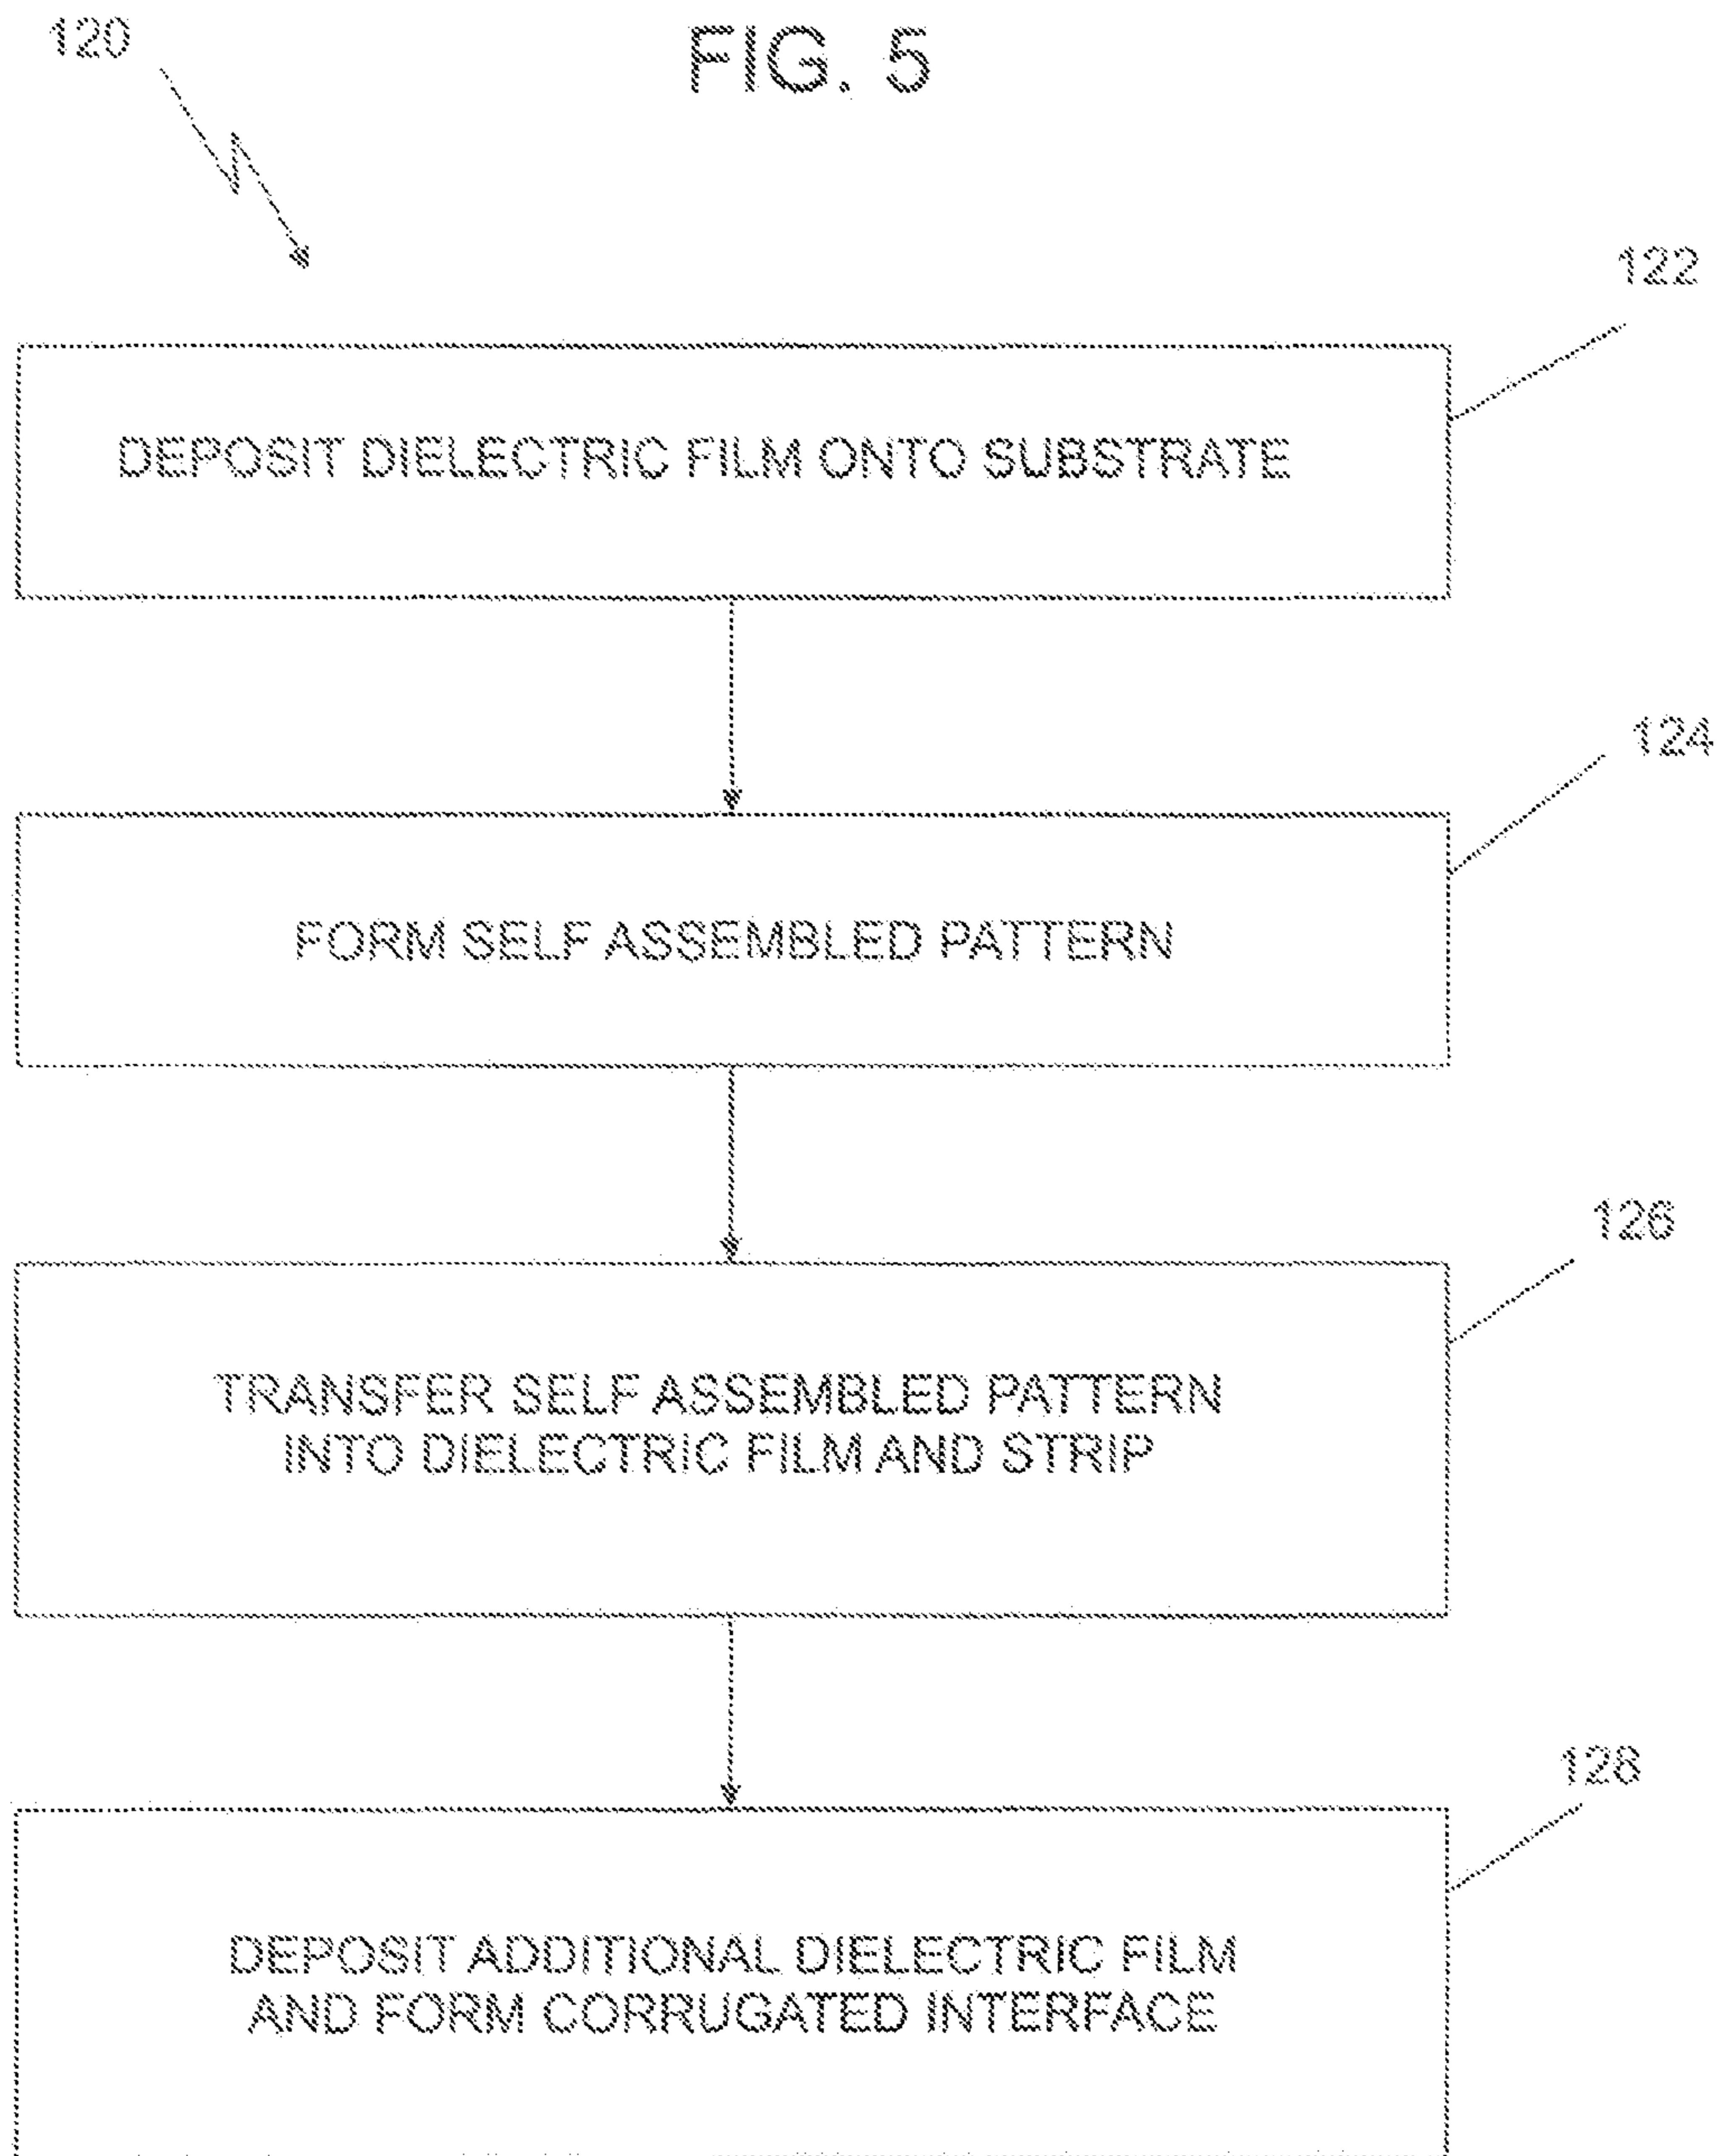 120
FIG. 5
122
DEPOSIT DIELECTRIC FILM ONTO SUBSTRATE
124
FORM SELF ASSEMBLED PATTERN
126
TRANSFER SELF ASSEMBLED PATTERN
INTO DIELECTRIC FILM AND STRIP
128
DEPOSIT ADDITIONAL DIELECTRIC FILM
AND FORM CORRUGATED INTERFACE